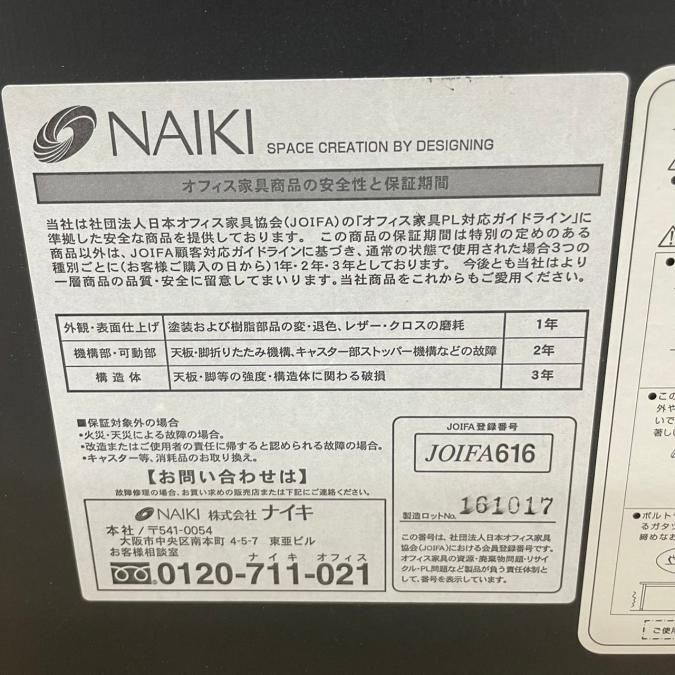 NAIKI SPACE CREATION BY DESIGNING
オフィス家具商品の安全性と保証期間
当社は社団法人日本オフィス家具協会(JOIFA)の「オフィス家具PL対応ガイドライン」に
準拠した安全な商品を提供しております。 この商品の保証期間は特別の定めのある
商品以外は、JOIFA顧客対応ガイドラインに基づき、通常の状態で使用された場合3つの
種別ごとに(お客様ご購入の日から)1年・2年・3年としております。 今後とも当社はより
一層商品の品質・安全に留意してまいります。当社商品をこれからもご愛用ください。
外観・表面仕上げ 塗装および樹脂部品の変・退色、レザー・クロスの磨耗 1年
機構部・可動部 天板・脚折りたたみ機構、キャスター部ストッパー機構などの故障 2年
構造体 天板・脚等の強度・構造体に関わる破損 3年
■保証対象外の場合
•火災・天災による故障の場合。
•改造またはご使用者の責任に帰すると認められる故障の場合。
•キャスター等、消耗品のお取り換え。
【お問い合わせは】
故障修理の場合、お買い求めの販売店または下記にご連絡ください。
NAIKI 株式会社 ナイキ
本社/〒541-0054
大阪市中央区南本町 4-5-7 東亜ビル
お客様相談室 ナイキ オフィス
0120-711-021
JOIFA登録番号
JOIFA616
製造ロットNo. 161017
この番号は、社団法人日本オフィス家具
協会(JOIFA)における会員登録番号です。
オフィス家具の資源・廃棄物問題・リサイ
クル・PL問題など製品が負う責任体制と
して、番号を表示しています。
●この
外や
いで
著しい
●ボルト
るガタツ
締めなお
ご使用